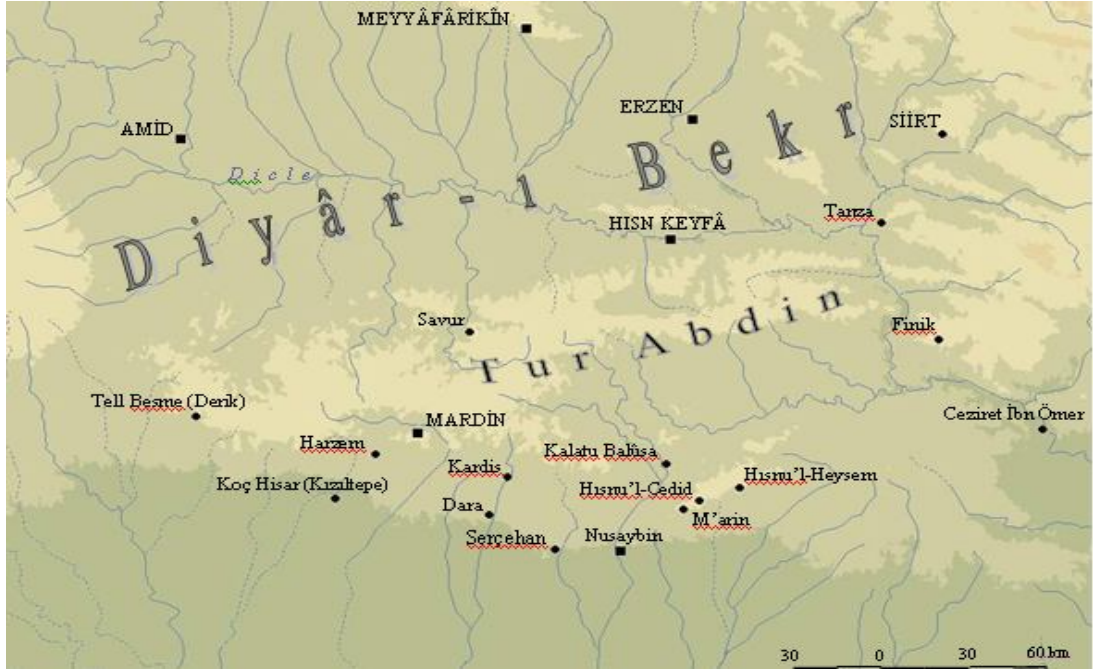 MEYYÂFÂRİKÎN
ERZEN
AMİD
SİİRT
Dicle
Diyâr-ı Bekr
Tanza
HISN KEYFÂ
Savur
Tur Abdin
Finik
Tell Besme (Derik)
MARDİN
Ceziret İbn Ömer
Harzem
Kalatu Balûsa
Kardis
Hısnu’l-Heysem
Koç Hisar (Kızıltepe)
Hısnu’l-Cedid
Dara
M’arin
Serçehan
Nusaybin
30 0 30 60 km